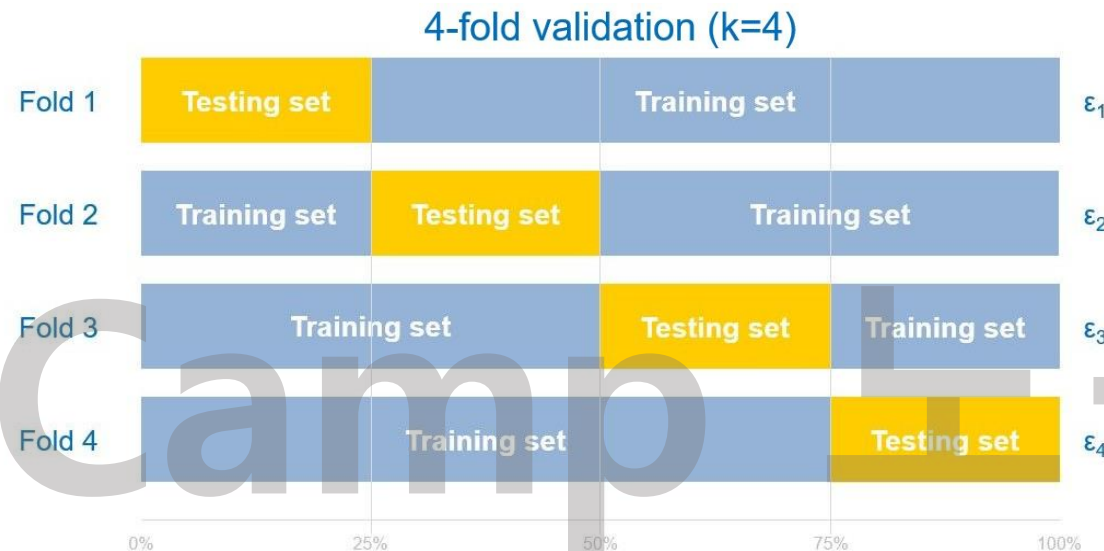 4-fold validation (k=4)
Fold 1 Testing set Training set ε1
Fold 2 Training set Testing set Training set ε2
Fold 3 Training set Testing set Training set ε3
Fold 4 Training set Testing set ε4
0% 25% 50% 75% 100%
Camp